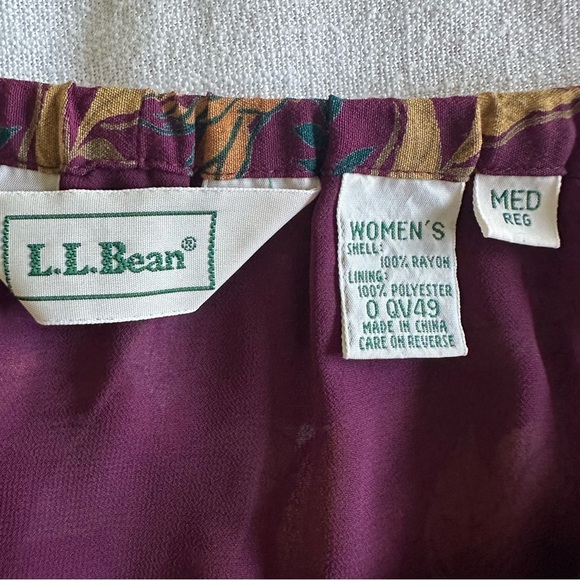 L.L.Bean®
WOMEN'S
SHELL:
100% RAYON
LINING:
100% POLYESTER
0 QV49
MADE IN CHINA
CARE ON REVERSE
MED
REG